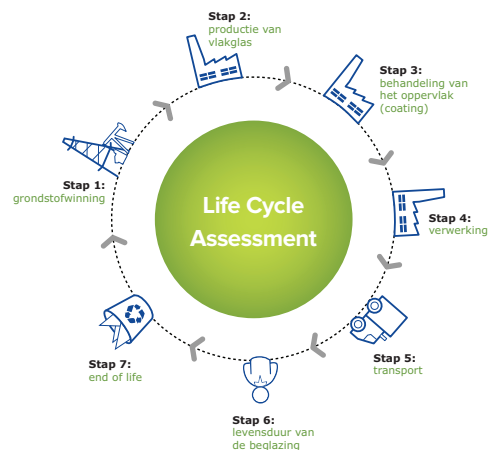 Stap 2:
productie van
vlakglas
Stap 3:
behandeling van
het oppervlak
(coating)
Stap 1:
grondstofwinning
Life Cycle
Assessment
Stap 4:
verwerking
Stap 5:
transport
Stap 7:
end of life
Stap 6:
levensduur van
de beglazing